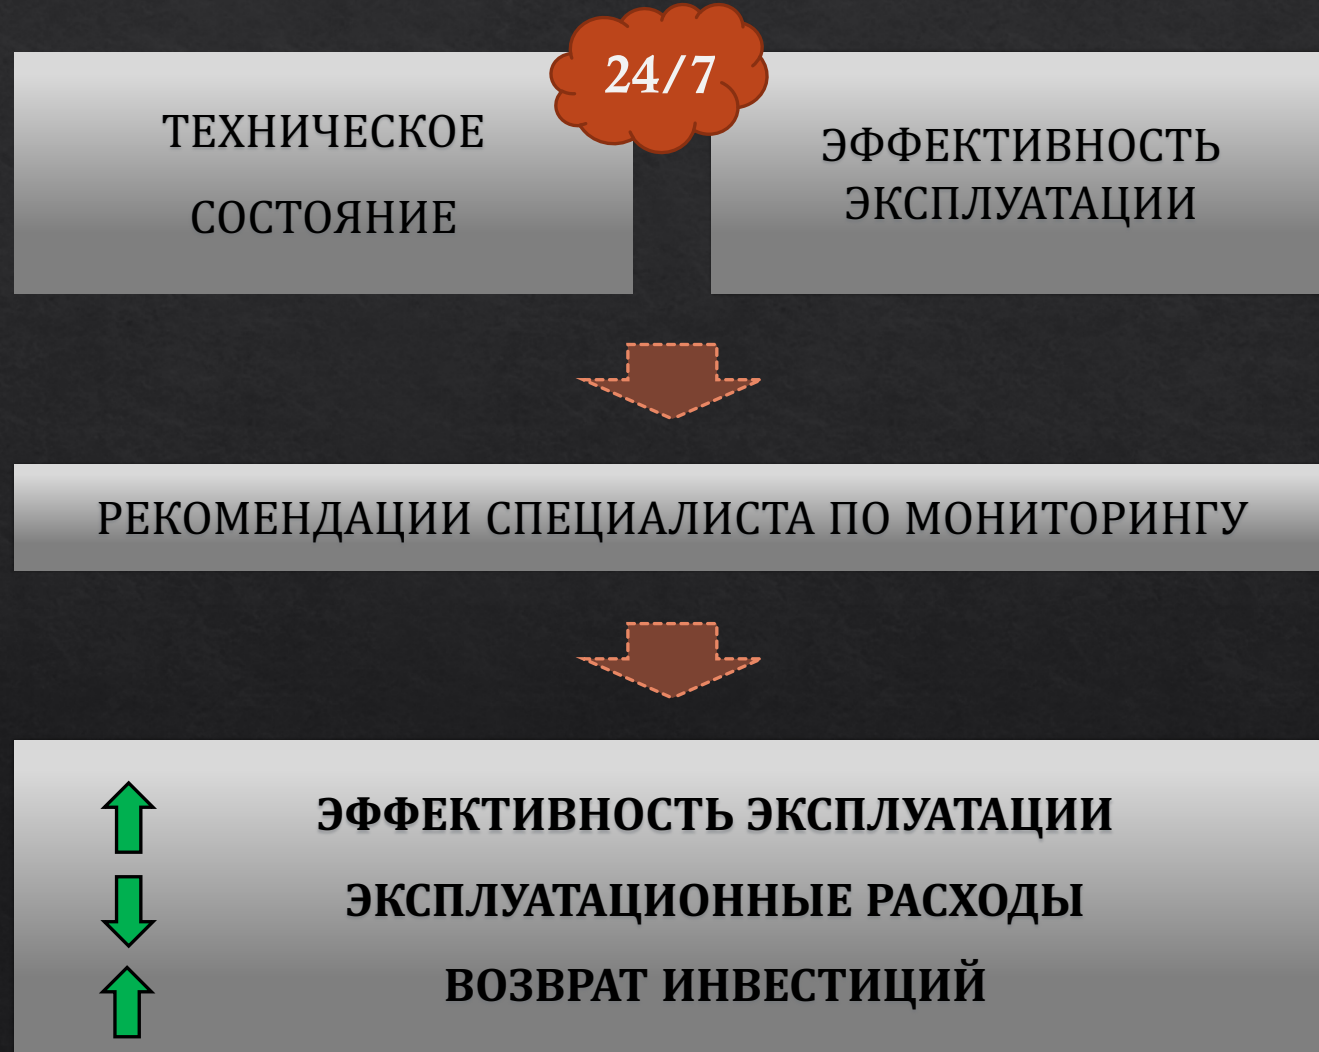 24/7
ТЕХНИЧЕСКОЕ
СОСТОЯНИЕ
ЭФФЕКТИВНОСТЬ
ЭКСПЛУАТАЦИИ
РЕКОМЕНДАЦИИ СПЕЦИАЛИСТА ПО МОНИТОРИНГУ
ЭФФЕКТИВНОСТЬ ЭКСПЛУАТАЦИИ
ЭКСПЛУАТАЦИОННЫЕ РАСХОДЫ
ВОЗВРАТ ИНВЕСТИЦИЙ